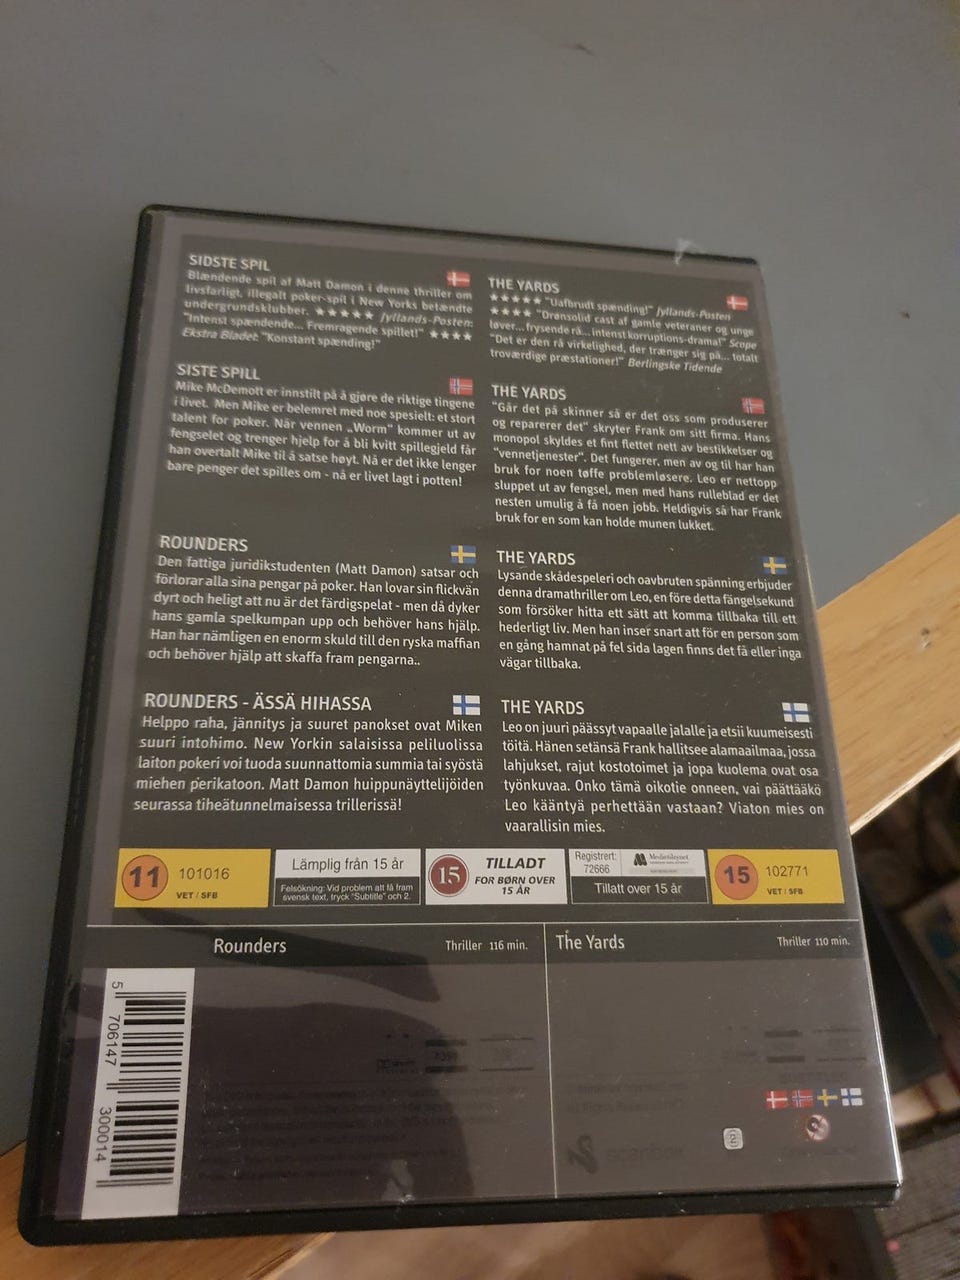 SIDSTE SPIL
Blændende spil af Matt Damon i denne thriller om
livsfarligt, illegalt poker-spil i New Yorks betændte
undergrundsklubber. ★★★★★ Jyllands-Posten:
"Intenst spændende... Fremragende spillet!" ★★★★
Ekstra Bladet: "Konstant spænding!"
SISTE SPILL
Mike McDemott er innstilt på å gjøre de riktige tingene
i livet. Men Mike er belemret med noe spesielt: et stort
talent for poker. Når vennen „Worm" kommer ut av
fengselet og trenger hjelp for å bli kvitt spillegjeld får
han overtalt Mike til å satse høyt. Nå er det ikke lenger
bare penger det spilles om - nå er livet lagt i potten!
ROUNDERS
Den fattiga juridikstudenten (Matt Damon) satsar och
förlorar alla sina pengar på poker. Han lovar sin flickvän
dyrt och heligt att nu är det färdigspelat - men då dyker
hans gamla spelkumpan upp och behöver hans hjälp.
Han har nämligen en enorm skuld till den ryska maffian
och behöver hjälp att skaffa fram pengarna..
ROUNDERS - ÄSSÄ HIHASSA
Helppo raha, jännitys ja suuret panokset ovat Miken
suuri intohimo. New Yorkin salaisissa peliluolissa
laiton pokeri voi tuoda suunnattomia summia tai syöstä
miehen perikatoon. Matt Damon huippunäyttelijöiden
seurassa tiheätunnelmaisessa trillerissä!
THE YARDS
★★★★★ "Uafbrudt spænding!" Jyllands-Posten
★★★★ "Drønsolid cast af gamle veteraner og unge
løver... frysende rå... intenst korruptions-drama!" Scope
"Det er den rå virkelighed, der trænger sig på... totalt
troværdige præstationer!" Berlingske Tidende
THE YARDS
"Går det på skinner så er det oss som produserer
og reparerer det" skryter Frank om sitt firma. Hans
monopol skyldes et fint flettet nett av bestikkelser og
"vennetjenester". Det fungerer, men av og til har han
bruk for noen tøffe problemløsere. Leo er nettopp
sluppet ut av fengsel, men med hans rulleblad er det
nesten umulig å få noen jobb. Heldigvis så har Frank
bruk for en som kan holde munen lukket.
THE YARDS
Lysande skådespeleri och oavbruten spänning erbjuder
denna dramathriller om Leo, en före detta fängelsekund
som försöker hitta ett sätt att komma tillbaka till ett
hederligt liv. Men han inser snart att för en person som
en gång hamnat på fel sida lagen finns det få eller inga
vägar tillbaka.
THE YARDS
Leo on juuri päässyt vapaalle jalalle ja etsii kuumeisesti
töitä. Hänen setänsä Frank hallitsee alamaailmaa, jossa
lahjukset, rajut kostotoimet ja jopa kuolema ovat osa
työnkuvaa. Onko tämä oikotie onneen, vai päättääkö
Leo kääntyä perhettään vastaan? Viaton mies on
vaarallisin mies.
11 101016
VET / SFB
Lämplig från 15 år
Felsökning: Vid problem att få fram
svensk text, tryck "Subtitle" och 2.
15 TILLADT
FOR BØRN OVER
15 ÅR
Registrert:
72666
Medietilsynet
Tillatt over 15 år
15 102771
VET / SFB
Rounders Thriller 116 min.
The Yards Thriller 110 min.
5 706147 300014
2